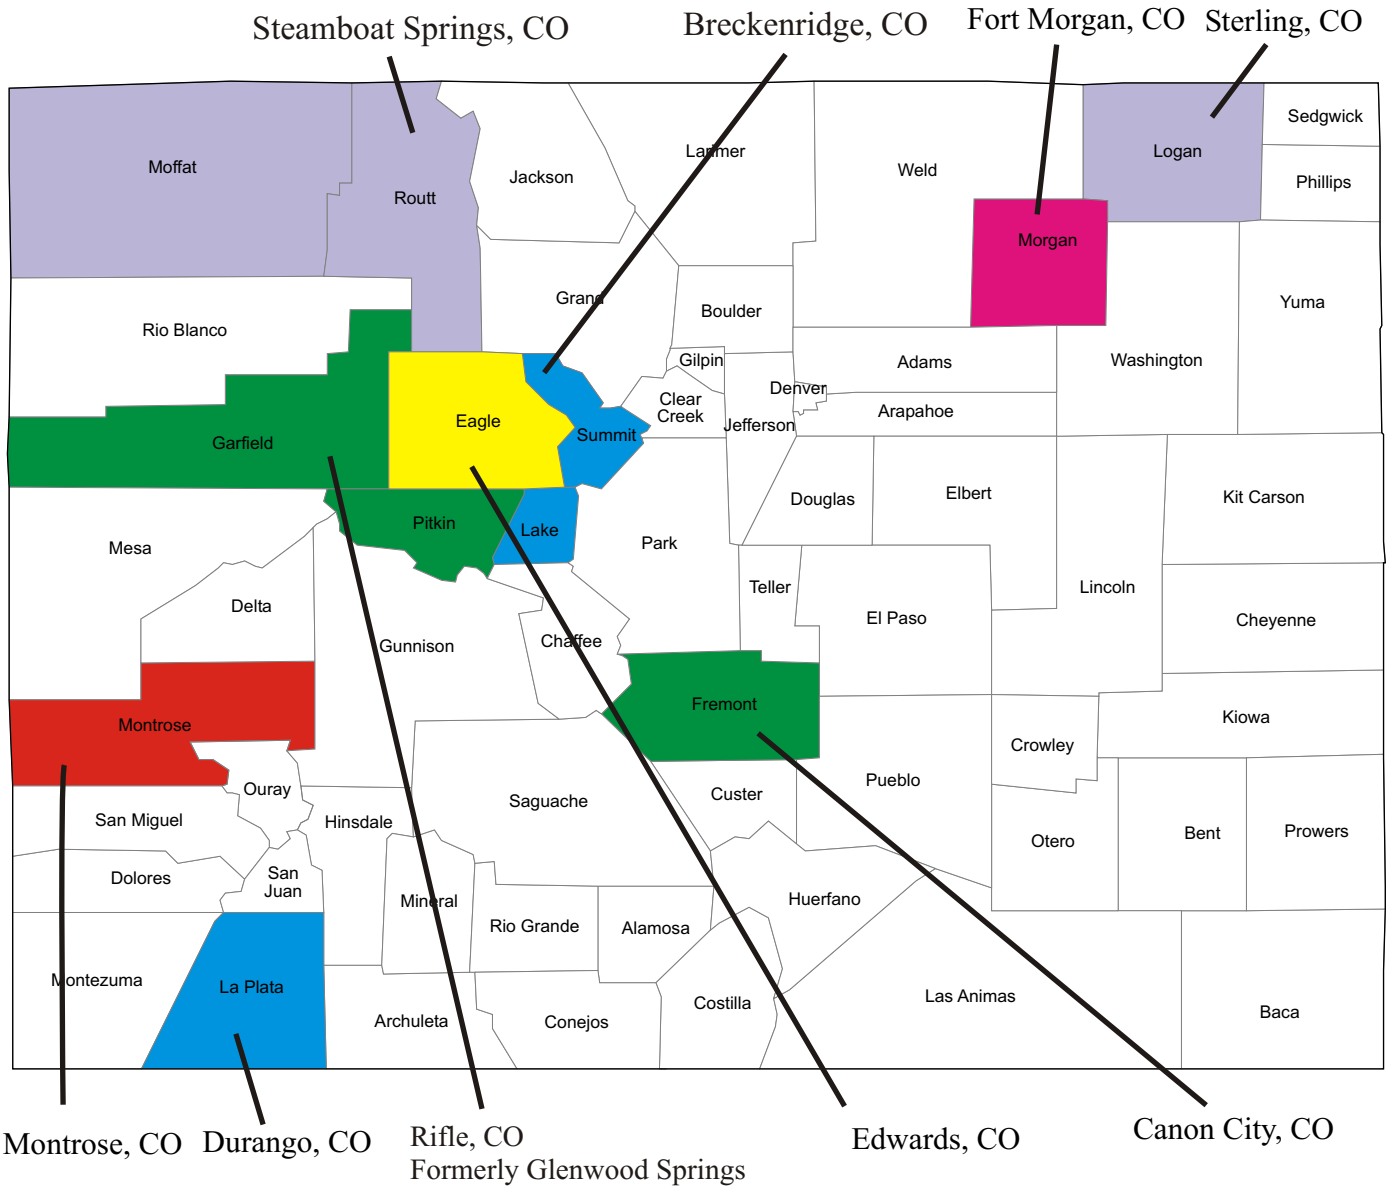 Steamboat Springs, CO
Breckenridge, CO
Fort Morgan, CO
Sterling, CO
Moffat
Routt
Jackson
Larimer
Weld
Logan
Sedgwick
Phillips
Morgan
Rio Blanco
Grand
Boulder
Yuma
Gilpin
Adams
Washington
Denver
Clear
Creek
Arapahoe
Jefferson
Eagle
Summit
Garfield
Pitkin
Lake
Douglas
Elbert
Kit Carson
Mesa
Park
Delta
Teller
Lincoln
El Paso
Cheyenne
Gunnison
Chaffee
Fremont
Montrose
Kiowa
Crowley
Ouray
Pueblo
Custer
Saguache
San Miguel
Hinsdale
Otero
Bent
Prowers
Dolores
San
Juan
Mineral
Huerfano
Rio Grande
Alamosa
Montezuma
La Plata
Las Animas
Costilla
Archuleta
Conejos
Baca
Montrose, CO
Durango, CO
Rifle, CO
Formerly Glenwood Springs
Edwards, CO
Canon City, CO